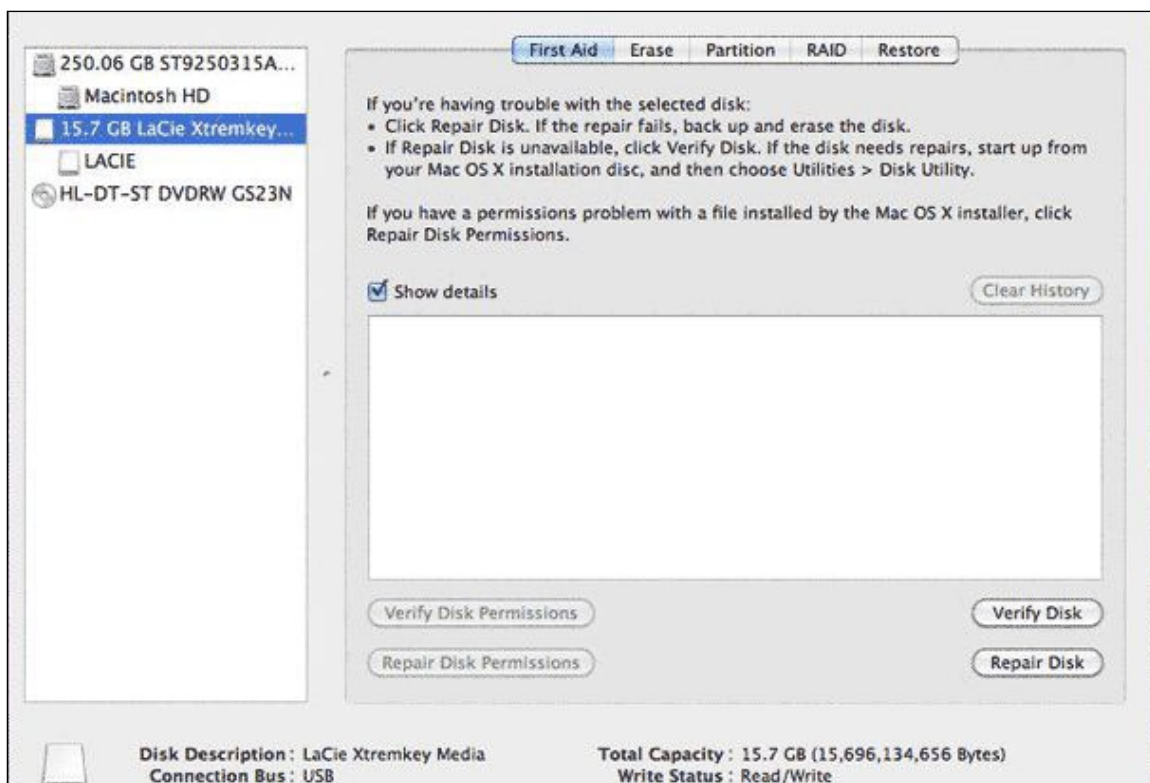 First Aid Erase Partition RAID Restore
250.06 GB ST9250315A...
Macintosh HD
15.7 GB LaCie Xtremkey...
LACIE
HL-DT-ST DVDRW GS23N
If you're having trouble with the selected disk:
• Click Repair Disk. If the repair fails, back up and erase the disk.
• If Repair Disk is unavailable, click Verify Disk. If the disk needs repairs, start up from
your Mac OS X installation disc, and then choose Utilities > Disk Utility.
If you have a permissions problem with a file installed by the Mac OS X installer, click
Repair Disk Permissions.
Show details
Clear History
Verify Disk Permissions
Verify Disk
Repair Disk Permissions
Repair Disk
Disk Description : LaCie Xtremkey Media
Total Capacity : 15.7 GB (15,696,134,656 Bytes)
Connection Bus : USB
Write Status : Read/Write